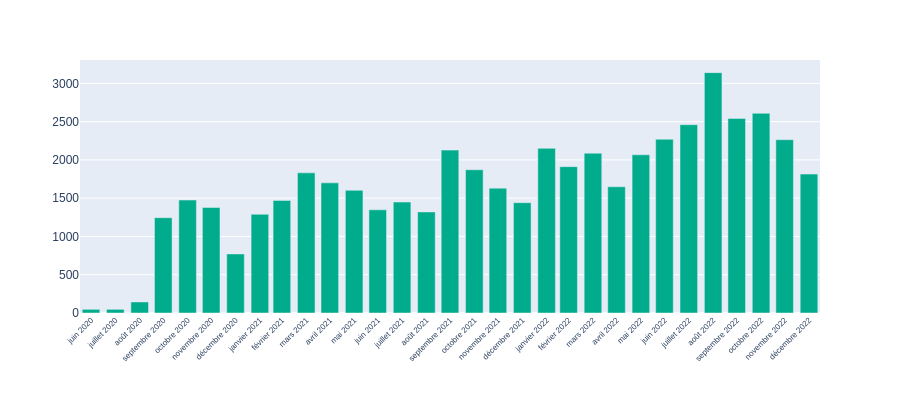 3000
2500
2000
1500
1000
500
0
juin 2020
juillet 2020
août 2020
septembre 2020
octobre 2020
novembre 2020
décembre 2020
janvier 2021
février 2021
mars 2021
avril 2021
mai 2021
juin 2021
juillet 2021
août 2021
septembre 2021
octobre 2021
novembre 2021
décembre 2021
janvier 2022
février 2022
mars 2022
avril 2022
mai 2022
juin 2022
juillet 2022
août 2022
septembre 2022
octobre 2022
novembre 2022
décembre 2022